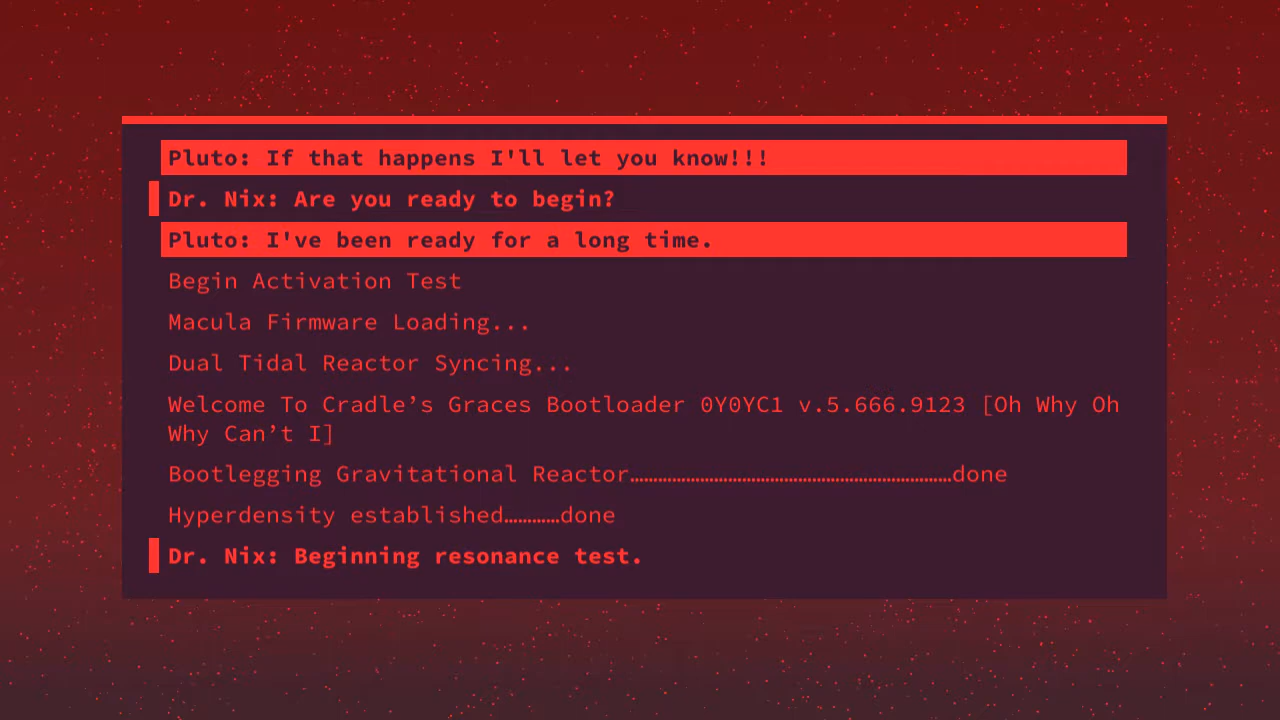 Pluto: If that happens I'll let you know!!!
Dr. Nix: Are you ready to begin?
Pluto: I've been ready for a long time.
Begin Activation Test
Macula Firmware Loading...
Dual Tidal Reactor Syncing...
Welcome To Cradle’s Graces Bootloader 0Y0YC1 v.5.666.9123 [Oh Why Oh
Why Can’t I]
Bootlegging Gravitational Reactor…………………………………………………………………done
Hyperdensity established…………done
Dr. Nix: Beginning resonance test.